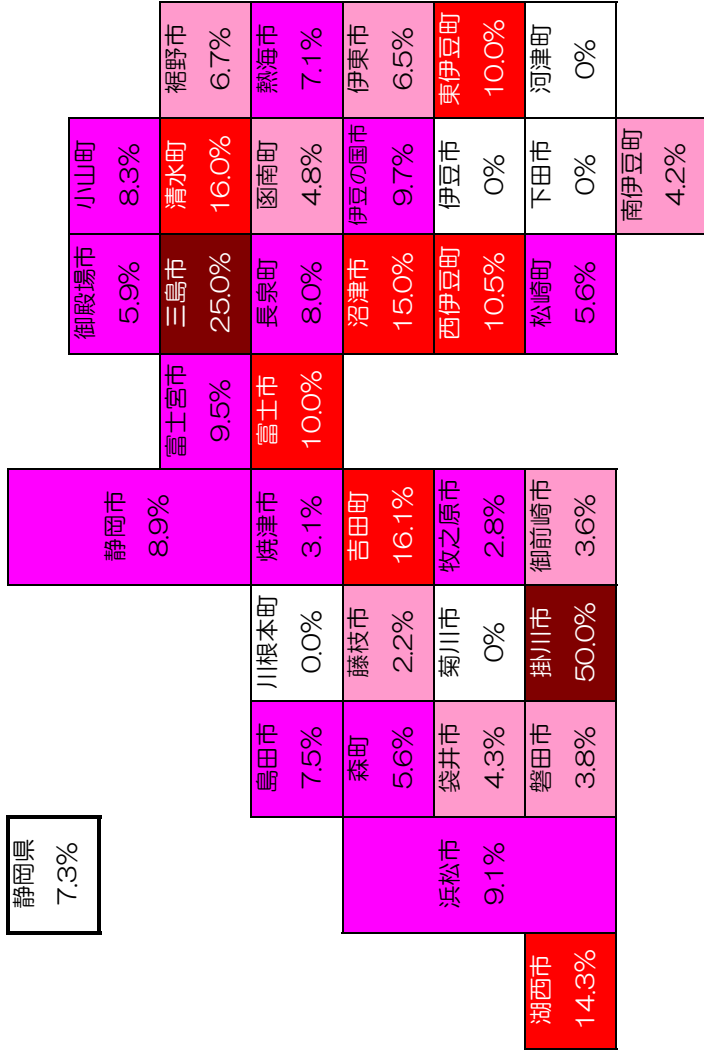 静岡県
7.3%
静岡市
8.9%
御殿場市
5.9%
小山町
8.3%
富士宮市
9.5%
三島市
25.0%
清水町
16.0%
裾野市
6.7%
島田市
7.5%
川根本町
0.0%
焼津市
3.1%
富士市
10.0%
長泉町
8.0%
函南町
4.8%
熱海市
7.1%
森町
5.6%
藤枝市
2.2%
吉田町
16.1%
沼津市
15.0%
伊豆の国市
9.7%
伊東市
6.5%
浜松市
9.1%
袋井市
4.3%
菊川市
0%
牧之原市
2.8%
西伊豆町
10.5%
伊豆市
0%
東伊豆町
10.0%
湖西市
14.3%
磐田市
3.8%
掛川市
50.0%
御前崎市
3.6%
松崎町
5.6%
下田市
0%
河津町
0%
南伊豆町
4.2%